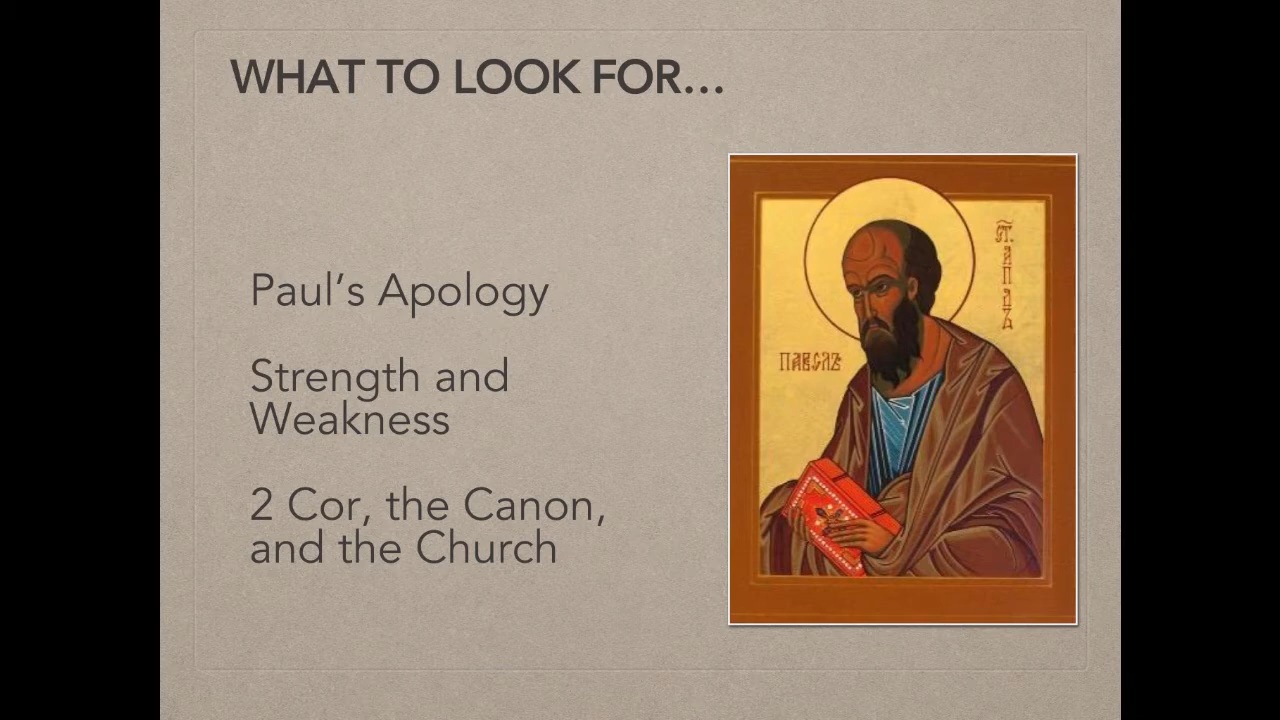 WHAT TO LOOK FOR...
Paul's Apology
Strength and
Weakness
2 Cor, the Canon,
and the Church
ПАВЕЛЪ